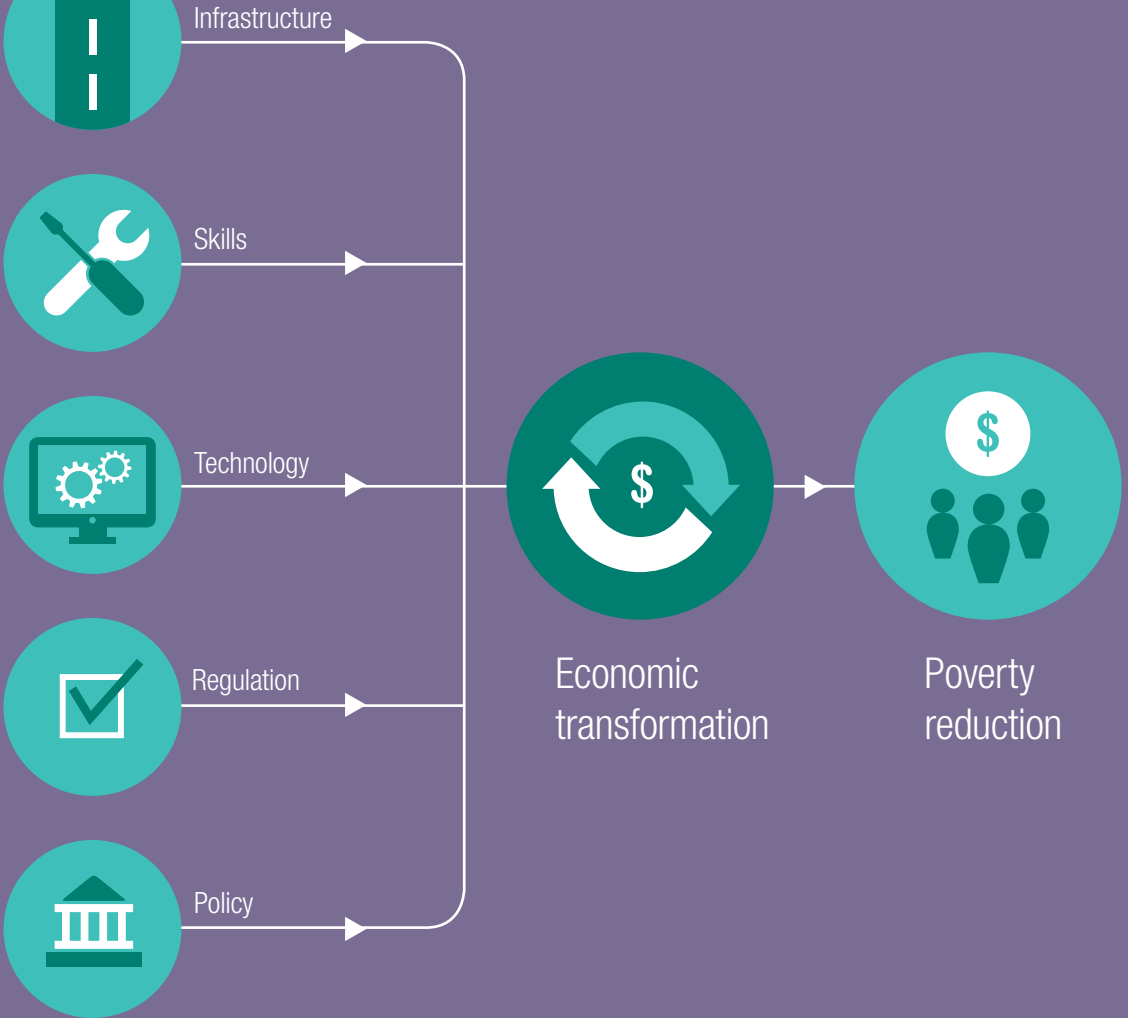 Infrastructure
Skills
Technology
$
$
Regulation
Economic
transformation
Poverty
reduction
Policy